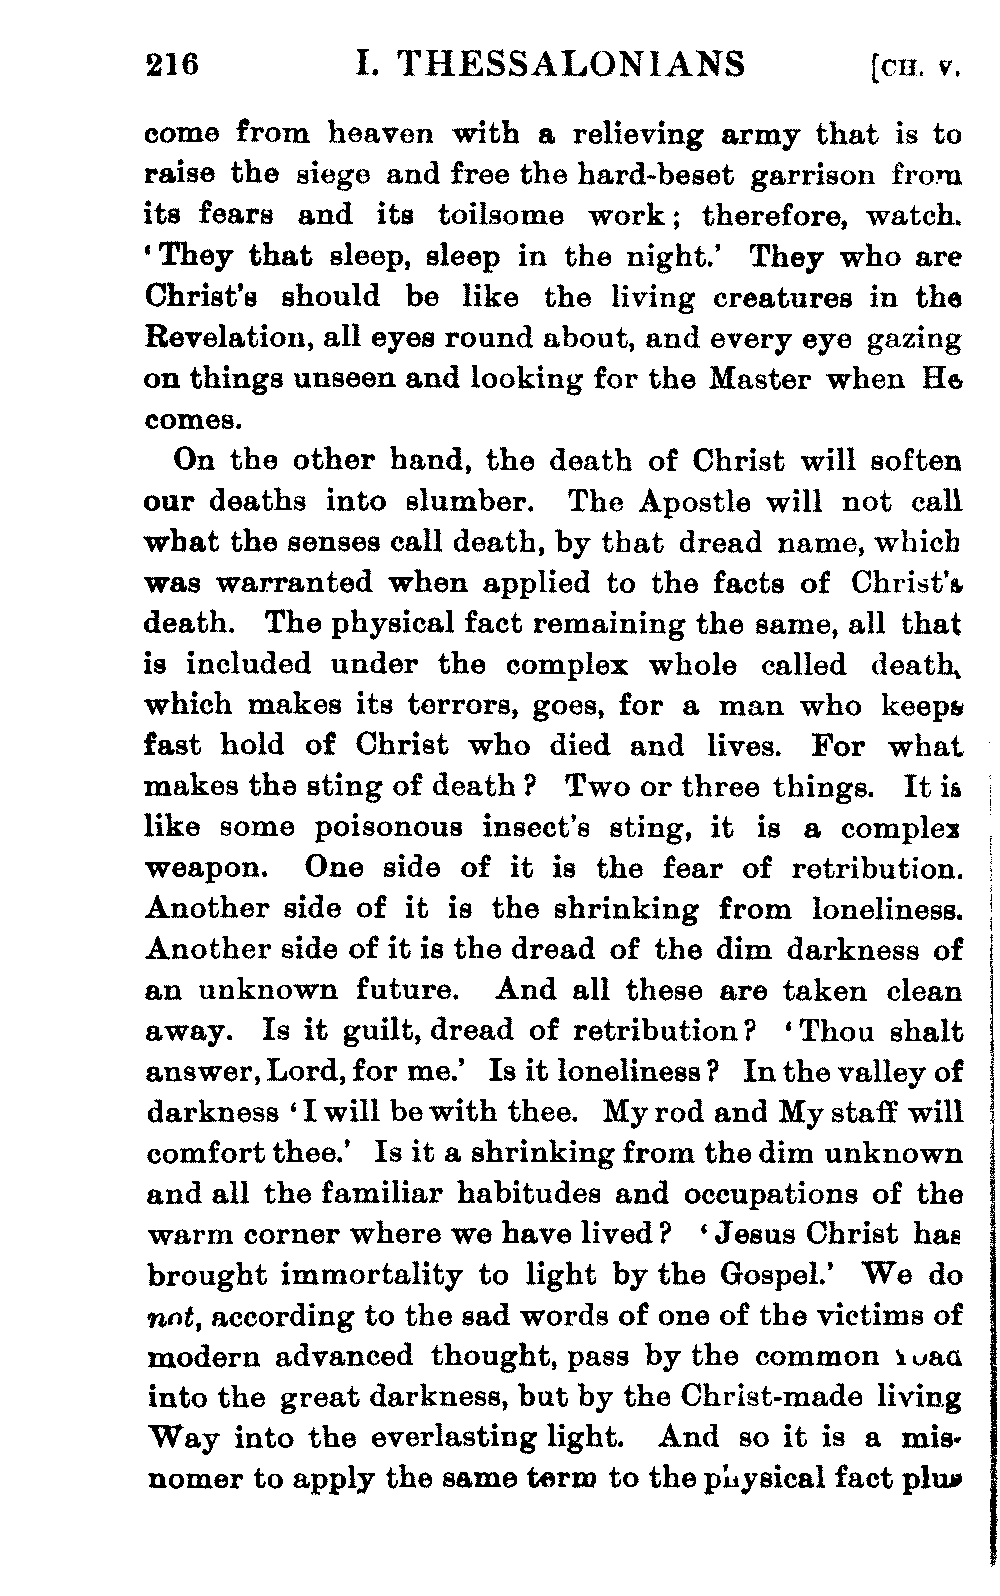 216 I. THESSALONIANS [CH. V.
come from heaven with a relieving army that is to
raise the siege and free the hard-beset garrison from
its fears and its toilsome work; therefore, watch.
‘They that sleep, sleep in the night.’ They who are
Christ’s should be like the living creatures in the
Revelation, all eyes round about, and every eye gazing
on things unseen and looking for the Master when He
comes.
On the other hand, the death of Christ will soften
our deaths into slumber. The Apostle will not call
what the senses call death, by that dread name, which
was warranted when applied to the facts of Christ’s
death. The physical fact remaining the same, all that
is included under the complex whole called death,
which makes its terrors, goes, for a man who keeps
fast hold of Christ who died and lives. For what
makes the sting of death? Two or three things. It is
like some poisonous insect’s sting, it is a complex
weapon. One side of it is the fear of retribution.
Another side of it is the shrinking from loneliness.
Another side of it is the dread of the dim darkness of
an unknown future. And all these are taken clean
away. Is it guilt, dread of retribution? ‘Thou shalt
answer, Lord, for me.’ Is it loneliness? In the valley of
darkness ‘I will be with thee. My rod and My staff will
comfort thee.’ Is it a shrinking from the dim unknown
and all the familiar habitudes and occupations of the
warm corner where we have lived? ‘Jesus Christ has
brought immortality to light by the Gospel.’ We do
not, according to the sad words of one of the victims of
modern advanced thought, pass by the common road
into the great darkness, but by the Christ-made living
Way into the everlasting light. And so it is a mis-
nomer to apply the same term to the physical fact plus